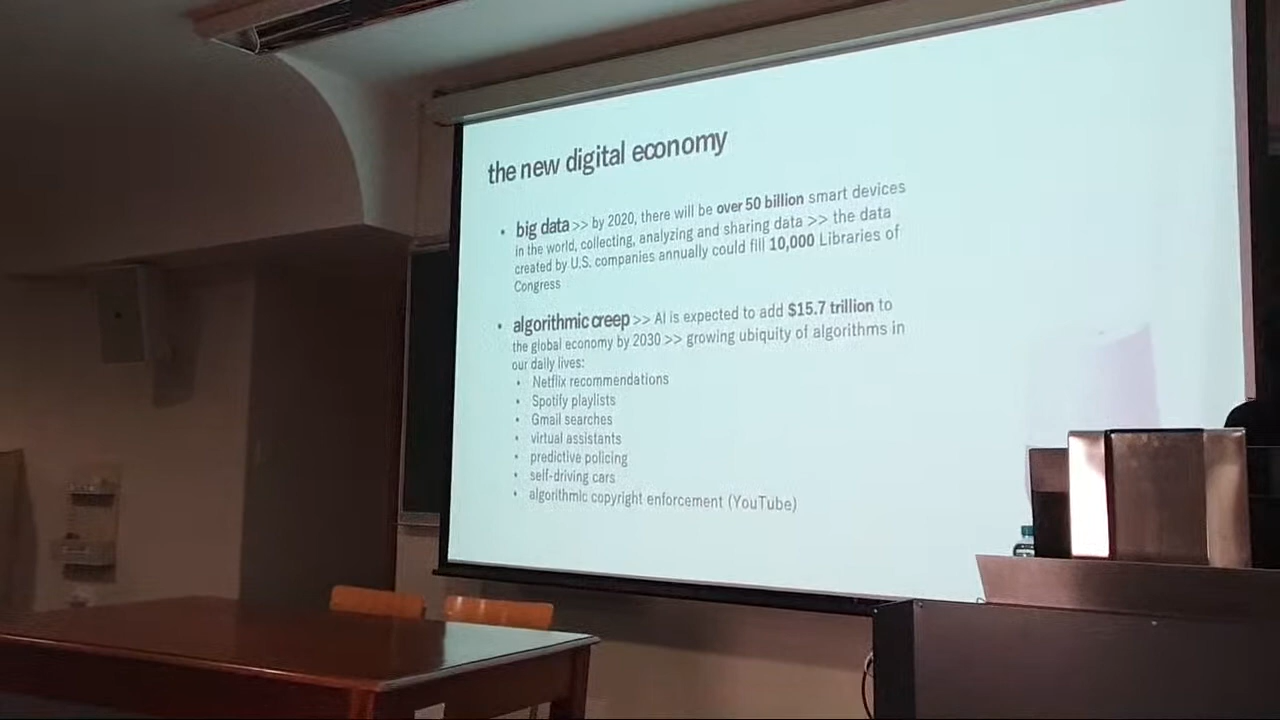 the new digital economy
• big data >> by 2020, there will be over 50 billion smart devices
in the world, collecting, analyzing and sharing data >> the data
created by U.S. companies annually could fill 10,000 Libraries of
Congress
• algorithmic creep >> AI is expected to add $15.7 trillion to
the global economy by 2030 >> growing ubiquity of algorithms in
our daily lives:
• Netflix recommendations
• Spotify playlists
• Gmail searches
• virtual assistants
• predictive policing
• self-driving cars
• algorithmic copyright enforcement (YouTube)